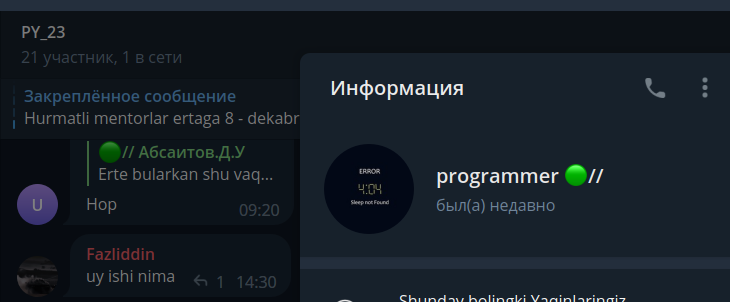 PY_23
21 участник, 1 в сети
Закреплённое сообщение
Hurmatli mentorlar ertaga 8 - dekabr
🟢// Абсаитов.Д.У
Erte bularkan shu vaq...
U
Hop
09:20
Fazliddin
uy ishi nima
1 14:30
Информация
ERROR
4:04
Sleep not Found
programmer 🟢//
был(а) недавно
Shunday bolingki Yaqinlaringiz